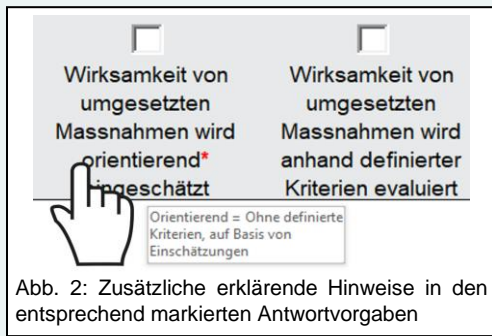 Wirksamkeit von
umgesetzten
Massnahmen wird
orientierend*
eingeschätzt
Wirksamkeit von
umgesetzten
Massnahmen wird
anhand definierter
Kriterien evaluiert
Orientierend = Ohne definierte
Kriterien, auf Basis von
Einschätzungen
Abb. 2: Zusätzliche erklärende Hinweise in den
entsprechend markierten Antwortvorgaben